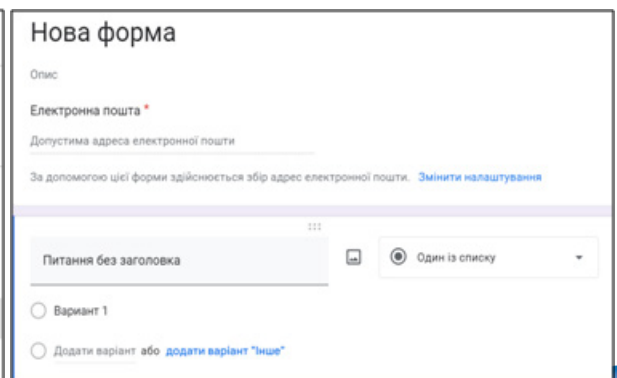 Нова форма
Опис
Електронна пошта *
Допустима адреса електронної пошти
За допомогою цієї форми здійснюється збір адрес електронної пошти. Змінити налаштування
Питання без заголовка Один із списку
Вариант 1
Додати варіант або додати варіант "Інше"